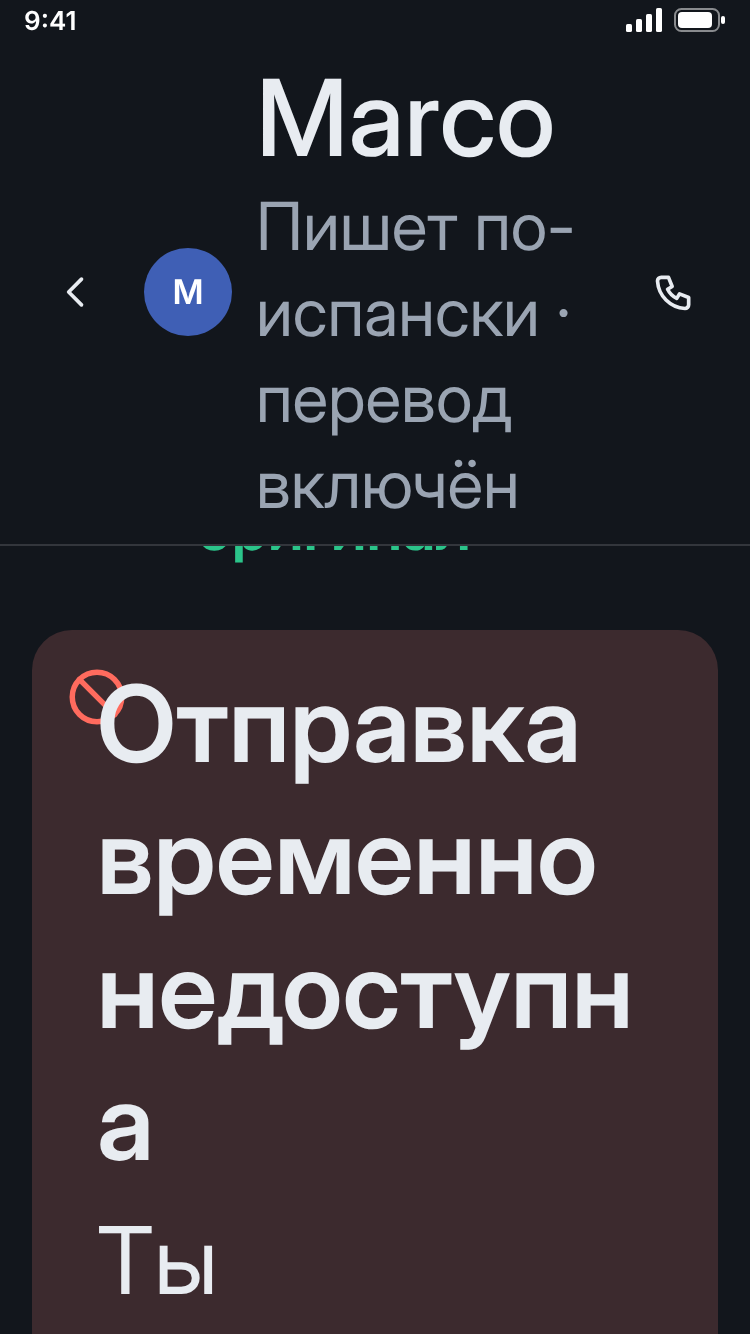 9:41
Marco
Пишет по-
испански ·
перевод
включён
M
Отправка
временно
недоступн
а
Ты